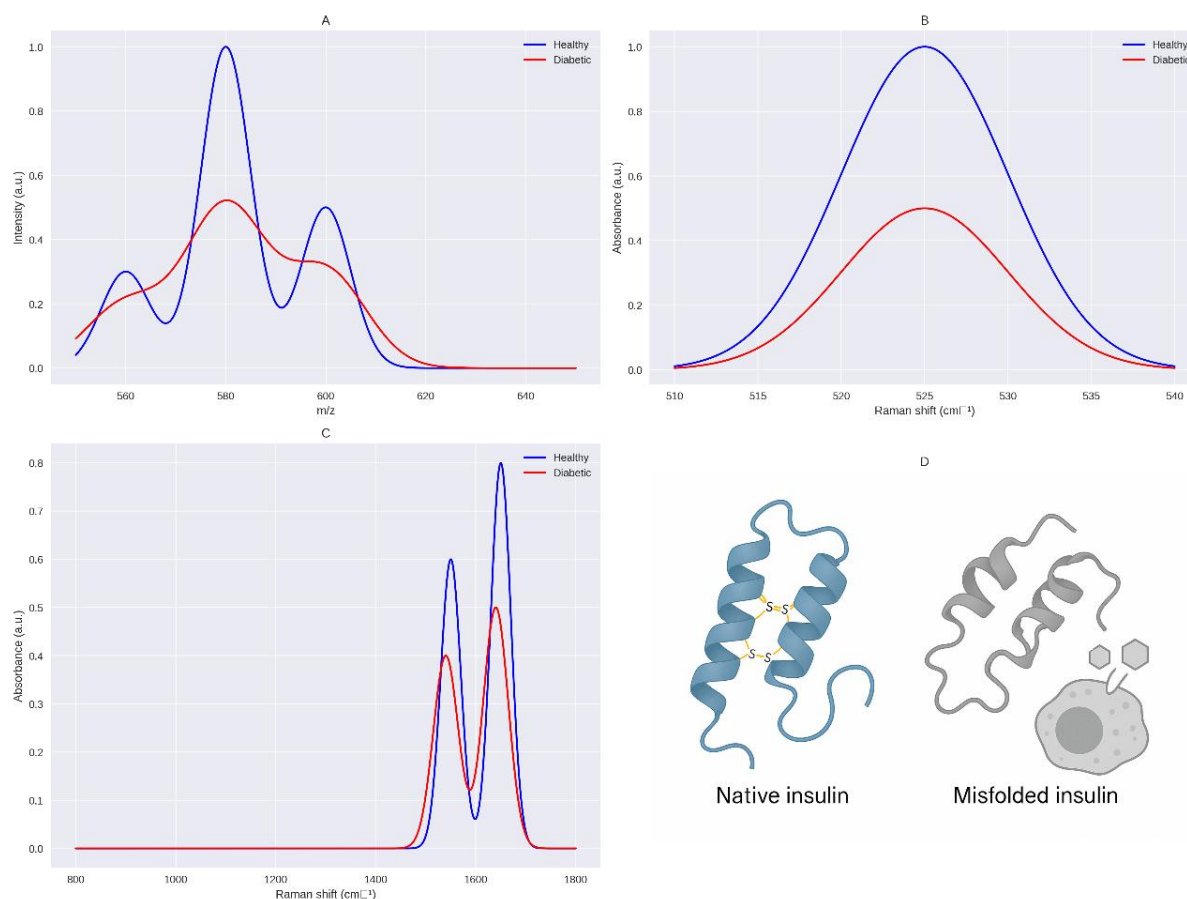 A
Intensity (a.u.)
1.0
0.8
0.6
0.4
0.2
0.0
Healthy
Diabetic
560
580
600
620
640
m/z
B
Absorbance (a.u.)
1.0
0.8
0.6
0.4
0.2
0.0
Healthy
Diabetic
510
515
520
525
530
535
540
Raman shift (cm□¹)
C
Absorbance (a.u.)
0.8
0.7
0.6
0.5
0.4
0.3
0.2
0.1
0.0
Healthy
Diabetic
800
1000
1200
1400
1600
1800
Raman shift (cm□¹)
D
S S
S S
Native insulin
Misfolded insulin